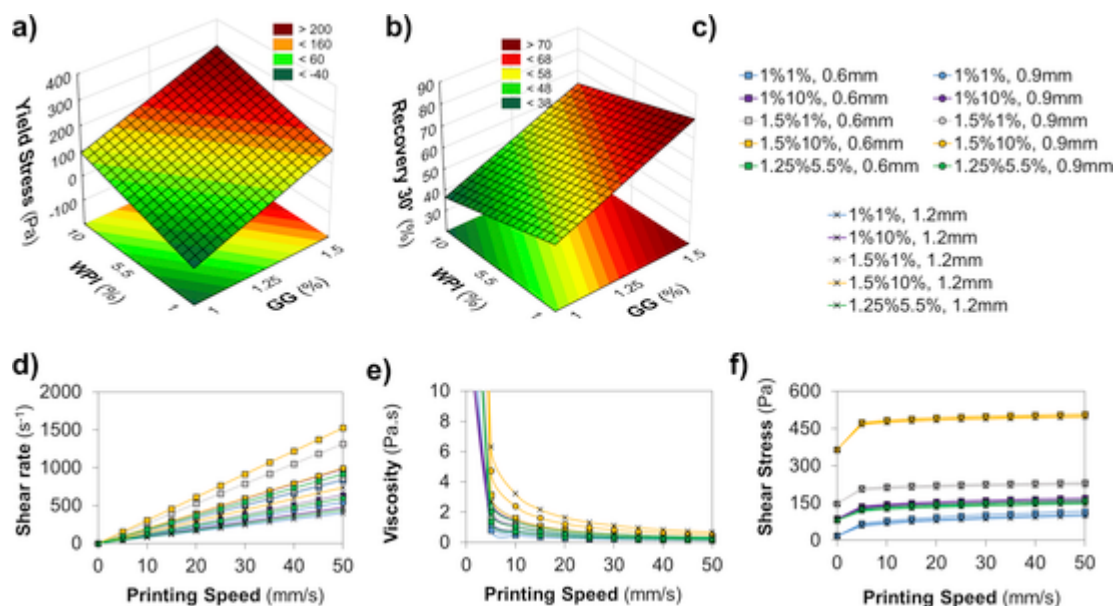 a)
> 200
< 160
< 60
< -40
Yield Stress (Pa)
400
300
200
100
0
-100
10
5.5
1
WPI (%)
1
1.25
1.5
GG (%)
b)
> 70
< 68
< 58
< 48
< 38
Recovery 30' (%)
90
80
70
60
50
40
30
10
5.5
1
WPI (%)
1
1.25
1.5
GG (%)
c)
1%1%, 0.6mm
1%1%, 0.9mm
1%10%, 0.6mm
1%10%, 0.9mm
1.5%1%, 0.6mm
1.5%1%, 0.9mm
1.5%10%, 0.6mm
1.5%10%, 0.9mm
1.25%5.5%, 0.6mm
1.25%5.5%, 0.9mm
1%1%, 1.2mm
1%10%, 1.2mm
1.5%1%, 1.2mm
1.5%10%, 1.2mm
1.25%5.5%, 1.2mm
d)
Shear rate (s⁻¹)
2000
1500
1000
500
0
0 10 20 30 40 50
Printing Speed (mm/s)
e)
Viscosity (Pa.s)
10
8
6
4
2
0
0 10 20 30 40 50
Printing Speed (mm/s)
f)
Shear Stress (Pa)
600
450
300
150
0
0 10 20 30 40 50
Printing Speed (mm/s)